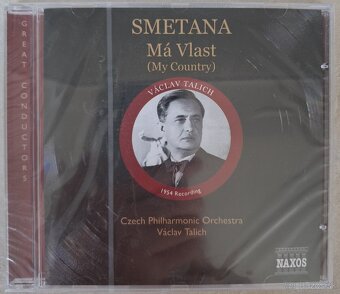 SMETANA
Má Vlast
(My Country)
VÁCLAV TALICH
1954 Recording
Czech Philharmonic Orchestra
Václav Talich
NAXOS
GREAT CONDUCTORS